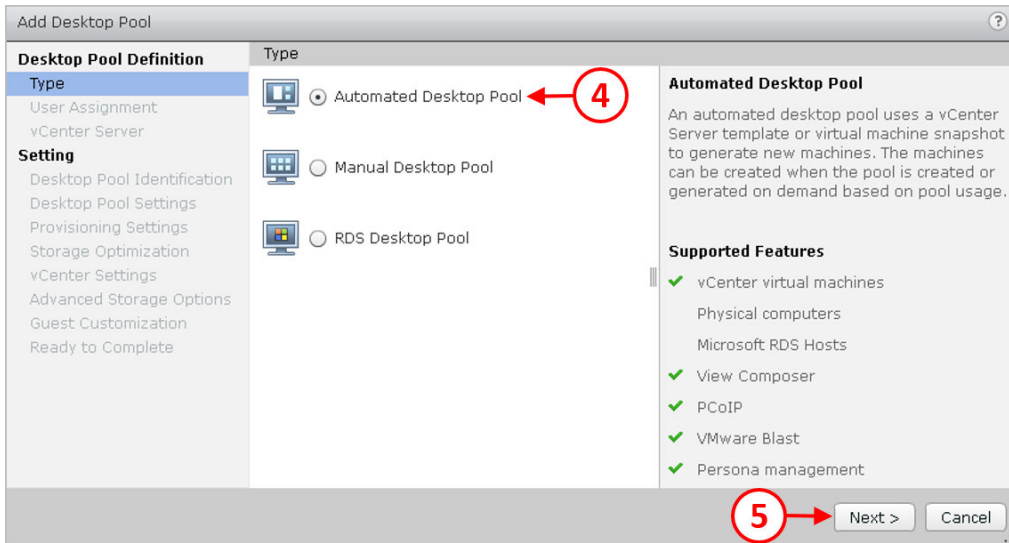 Add Desktop Pool
?
Desktop Pool Definition
Type
User Assignment
vCenter Server
Setting
Desktop Pool Identification
Desktop Pool Settings
Provisioning Settings
Storage Optimization
vCenter Settings
Advanced Storage Options
Guest Customization
Ready to Complete
Type
Automated Desktop Pool
4
Manual Desktop Pool
RDS Desktop Pool
Automated Desktop Pool
An automated desktop pool uses a vCenter
Server template or virtual machine snapshot
to generate new machines. The machines
can be created when the pool is created or
generated on demand based on pool usage.
Supported Features
vCenter virtual machines
Physical computers
Microsoft RDS Hosts
View Composer
PCoIP
VMware Blast
Persona management
5
Next >
Cancel